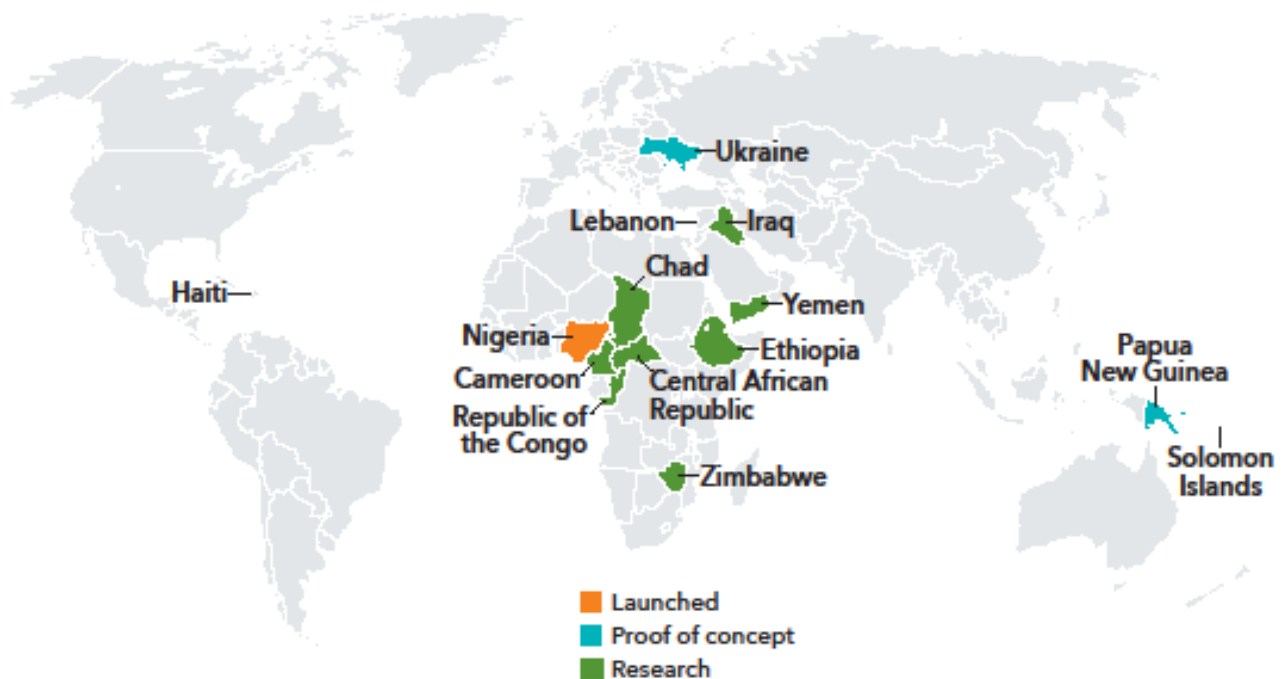 Ukraine
Lebanon
Iraq
Chad
Haiti
Yemen
Nigeria
Ethiopia
Papua
New Guinea
Cameroon
Central African
Republic
Republic of
the Congo
Solomon
Islands
Zimbabwe
Launched
Proof of concept
Research